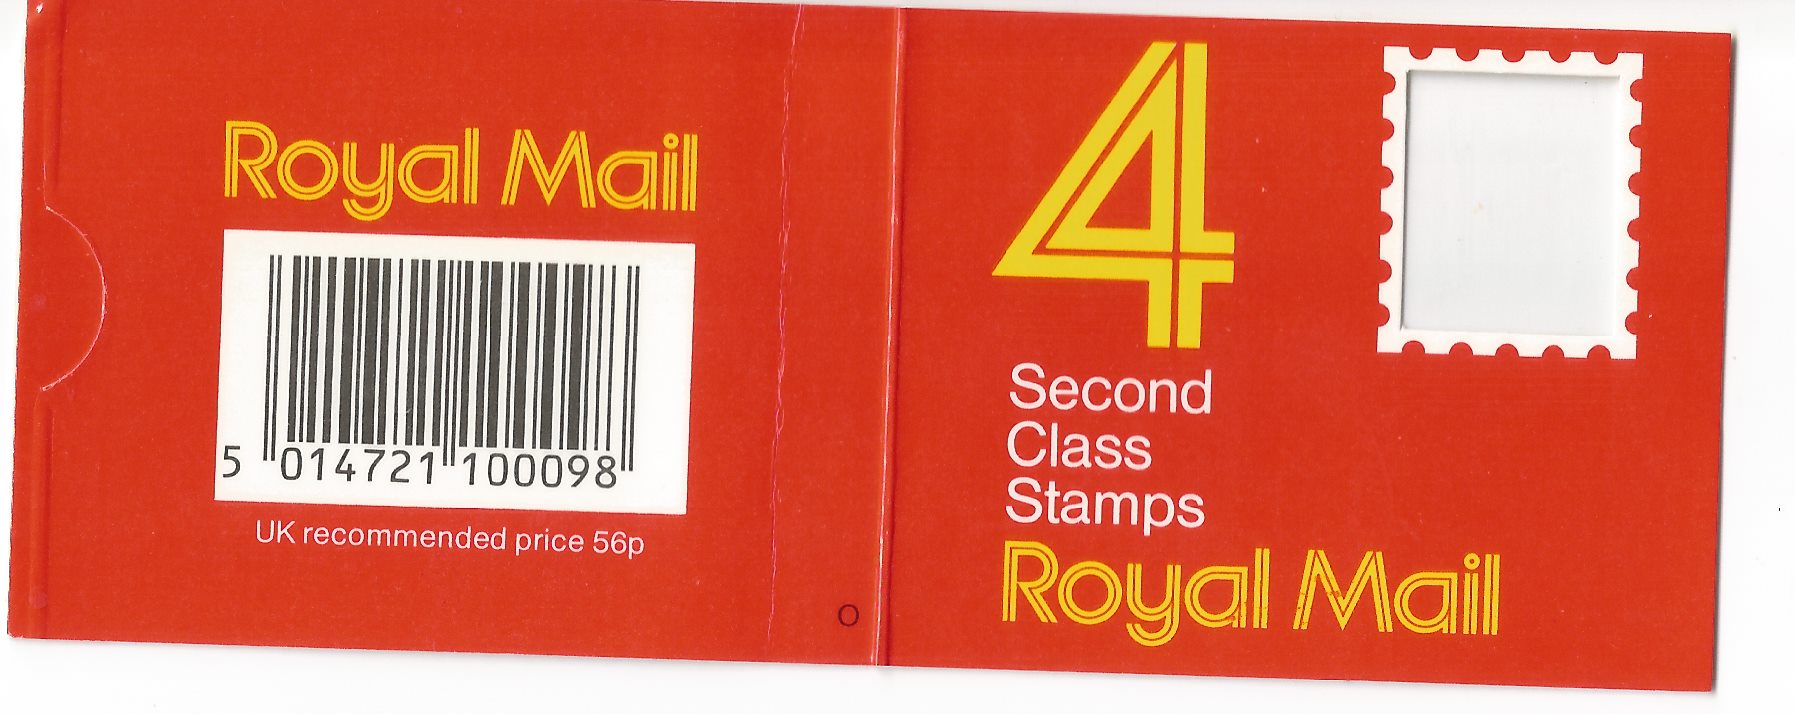 Royal Mail
5 014721 100098
UK recommended price 56p
O
4
Second
Class
Stamps
Royal Mail